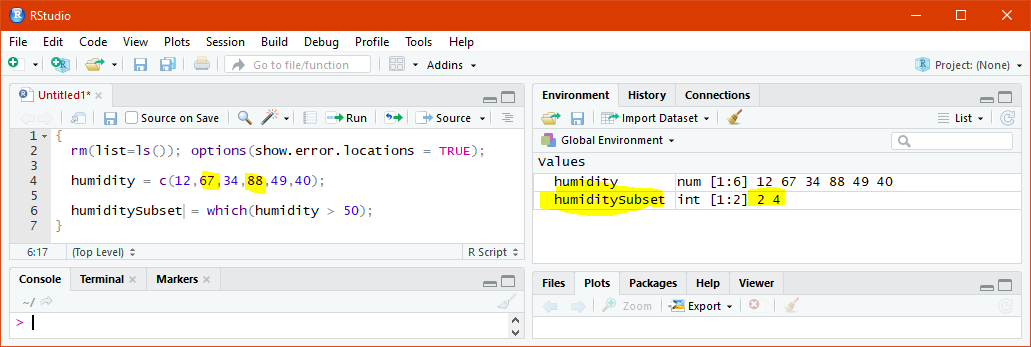 RStudio
File Edit Code View Plots Session Build Debug Profile Tools Help
Go to file/function Addins Project: (None)
Untitled1*
Source on Save Run Source
1 {
2 rm(list=ls()); options(show.error.locations = TRUE);
3
4 humidity = c(12,67,34,88,49,40);
5
6 humiditySubset = which(humidity > 50);
7 }
6:17 (Top Level) R Script
Console Terminal Markers
~/
>
Environment History Connections
Import Dataset List
Global Environment
Values
humidity num [1:6] 12 67 34 88 49 40
humiditySubset int [1:2] 2 4
Files Plots Packages Help Viewer
Zoom Export